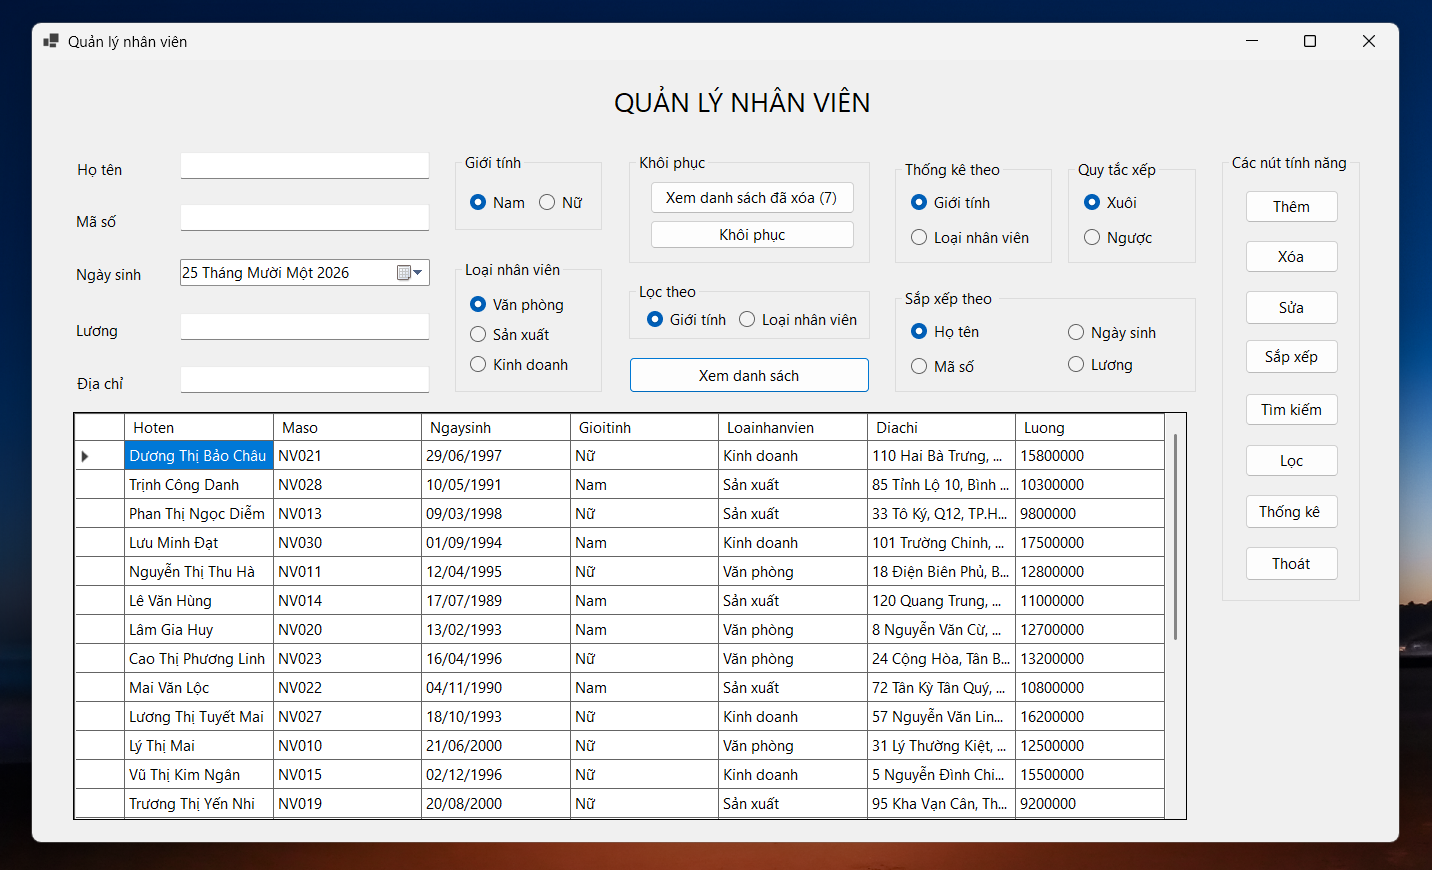 Quản lý nhân viên
QUẢN LÝ NHÂN VIÊN
Họ tên
Mã số
Ngày sinh
25 Tháng Mười Một 2026
Lương
Địa chỉ
Giới tính
Nam
Nữ
Loại nhân viên
Văn phòng
Sản xuất
Kinh doanh
Khôi phục
Xem danh sách đã xóa (7)
Khôi phục
Lọc theo
Giới tính
Loại nhân viên
Xem danh sách
Thống kê theo
Giới tính
Loại nhân viên
Quy tắc xếp
Xuôi
Ngược
Sắp xếp theo
Họ tên
Ngày sinh
Mã số
Lương
Các nút tính năng
Thêm
Xóa
Sửa
Sắp xếp
Tìm kiếm
Lọc
Thống kê
Thoát
Hoten Maso Ngaysinh Gioitinh Loainhanvien Diachi Luong
Dương Thị Bảo Châu NV021 29/06/1997 Nữ Kinh doanh 110 Hai Bà Trưng, ... 15800000
Trịnh Công Danh NV028 10/05/1991 Nam Sản xuất 85 Tỉnh Lộ 10, Bình ... 10300000
Phan Thị Ngọc Diễm NV013 09/03/1998 Nữ Sản xuất 33 Tô Ký, Q12, TP.H... 9800000
Lưu Minh Đạt NV030 01/09/1994 Nam Kinh doanh 101 Trường Chinh, ... 17500000
Nguyễn Thị Thu Hà NV011 12/04/1995 Nữ Văn phòng 18 Điện Biên Phủ, B... 12800000
Lê Văn Hùng NV014 17/07/1989 Nam Sản xuất 120 Quang Trung, ... 11000000
Lâm Gia Huy NV020 13/02/1993 Nam Văn phòng 8 Nguyễn Văn Cừ, ... 12700000
Cao Thị Phương Linh NV023 16/04/1996 Nữ Văn phòng 24 Cộng Hòa, Tân B... 13200000
Mai Văn Lộc NV022 04/11/1990 Nam Sản xuất 72 Tân Kỳ Tân Quý, ... 10800000
Lương Thị Tuyết Mai NV027 18/10/1993 Nữ Kinh doanh 57 Nguyễn Văn Lin... 16200000
Lý Thị Mai NV010 21/06/2000 Nữ Văn phòng 31 Lý Thường Kiệt, ... 12500000
Vũ Thị Kim Ngân NV015 02/12/1996 Nữ Kinh doanh 5 Nguyễn Đình Chi... 15500000
Trương Thị Yến Nhi NV019 20/08/2000 Nữ Sản xuất 95 Kha Vạn Cân, Th... 9200000